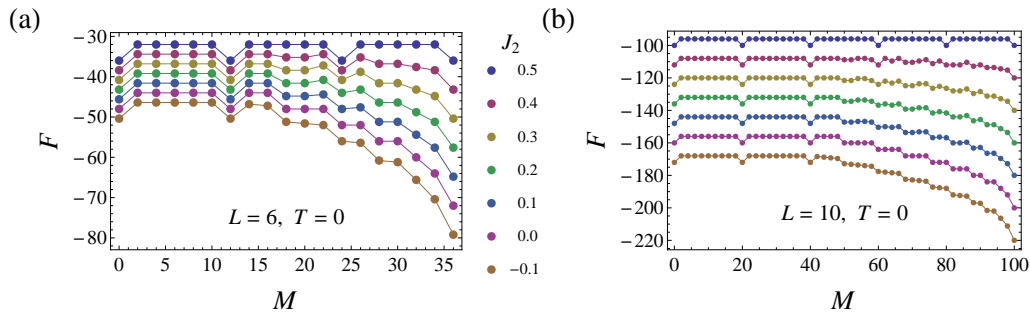 (a)
−30
−40
−50
−60
−70
−80
F
0 5 10 15 20 25 30 35
M
L = 6, T = 0
J2
0.5
0.4
0.3
0.2
0.1
0.0
−0.1
(b)
−100
−120
−140
−160
−180
−200
−220
F
0 20 40 60 80 100
M
L = 10, T = 0